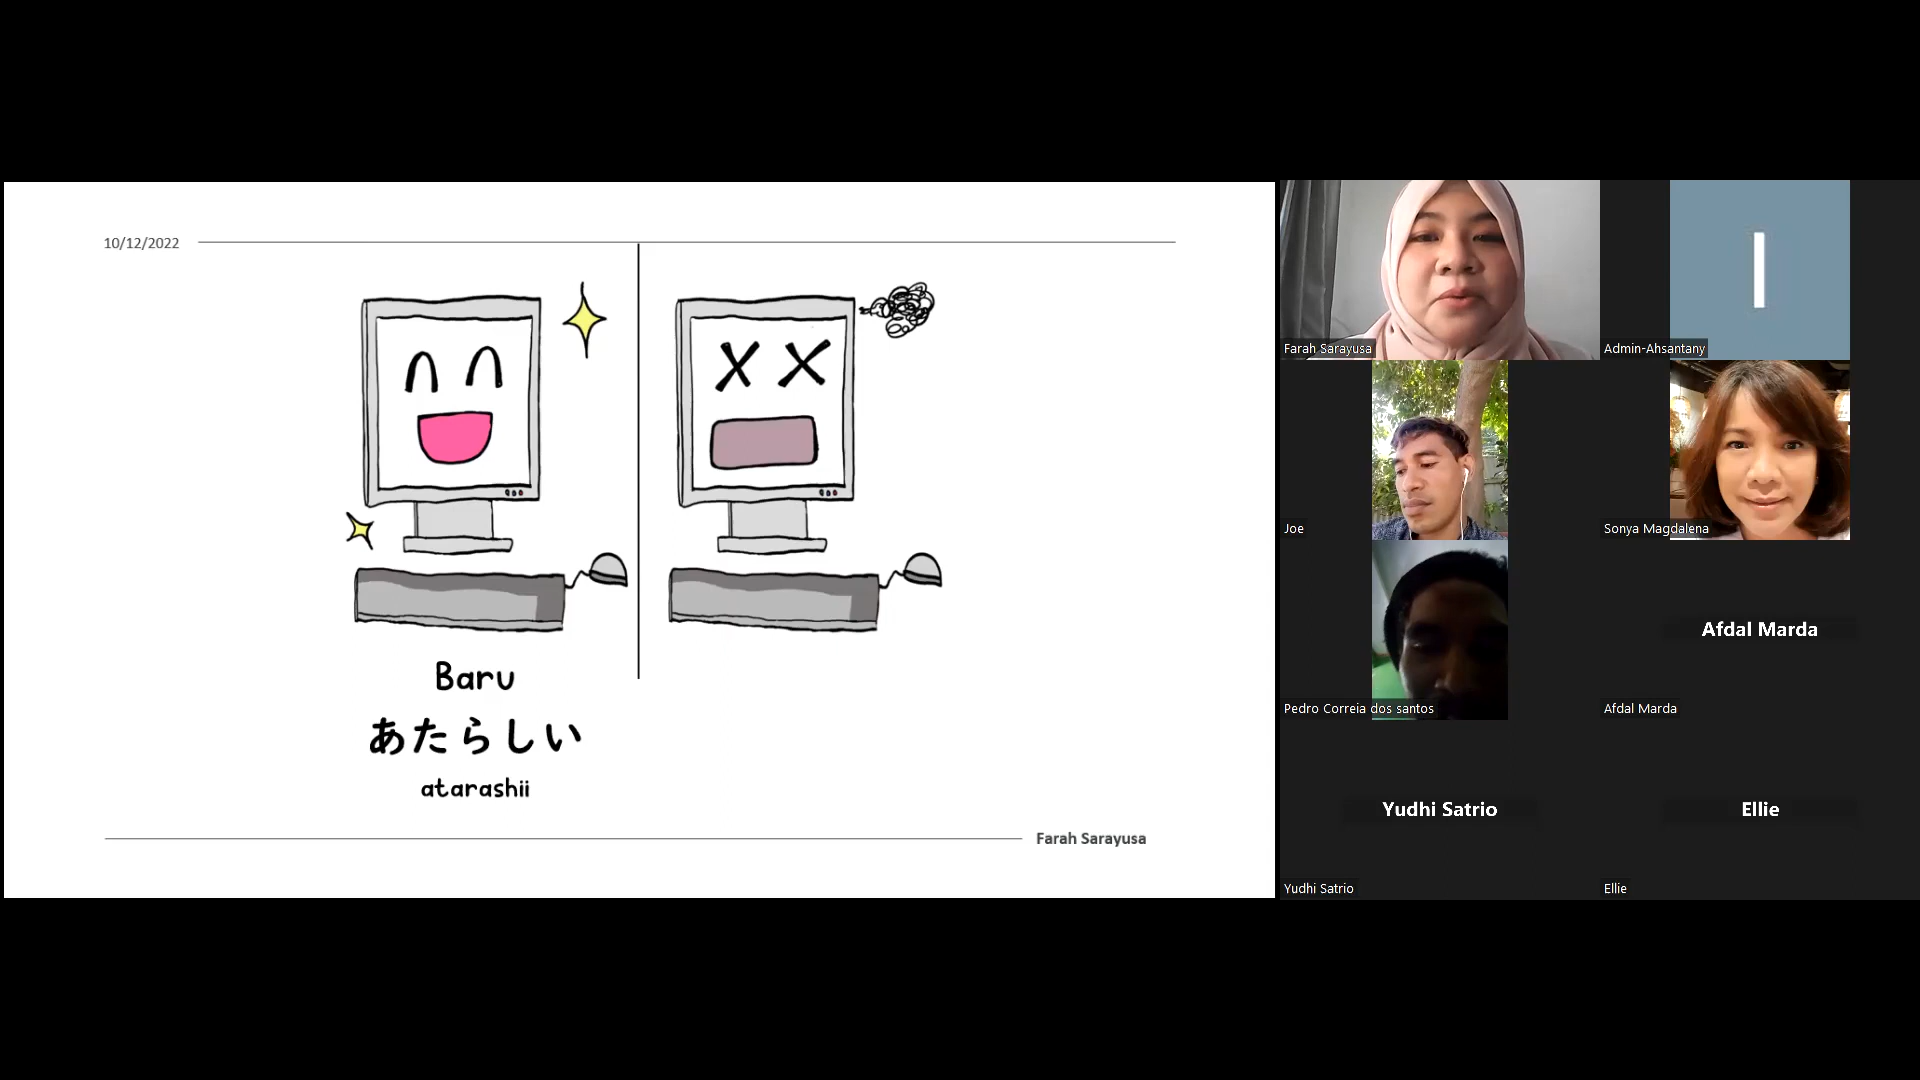 10/12/2022
Baru
あたらしい
atarashii
Farah Sarayusa
Farah Sarayusa
I
Admin-Ahsantany
Joe
Sonya Magdalena
Pedro Correia dos santos
Afdal Marda
Afdal Marda
Yudhi Satrio
Yudhi Satrio
Ellie
Ellie